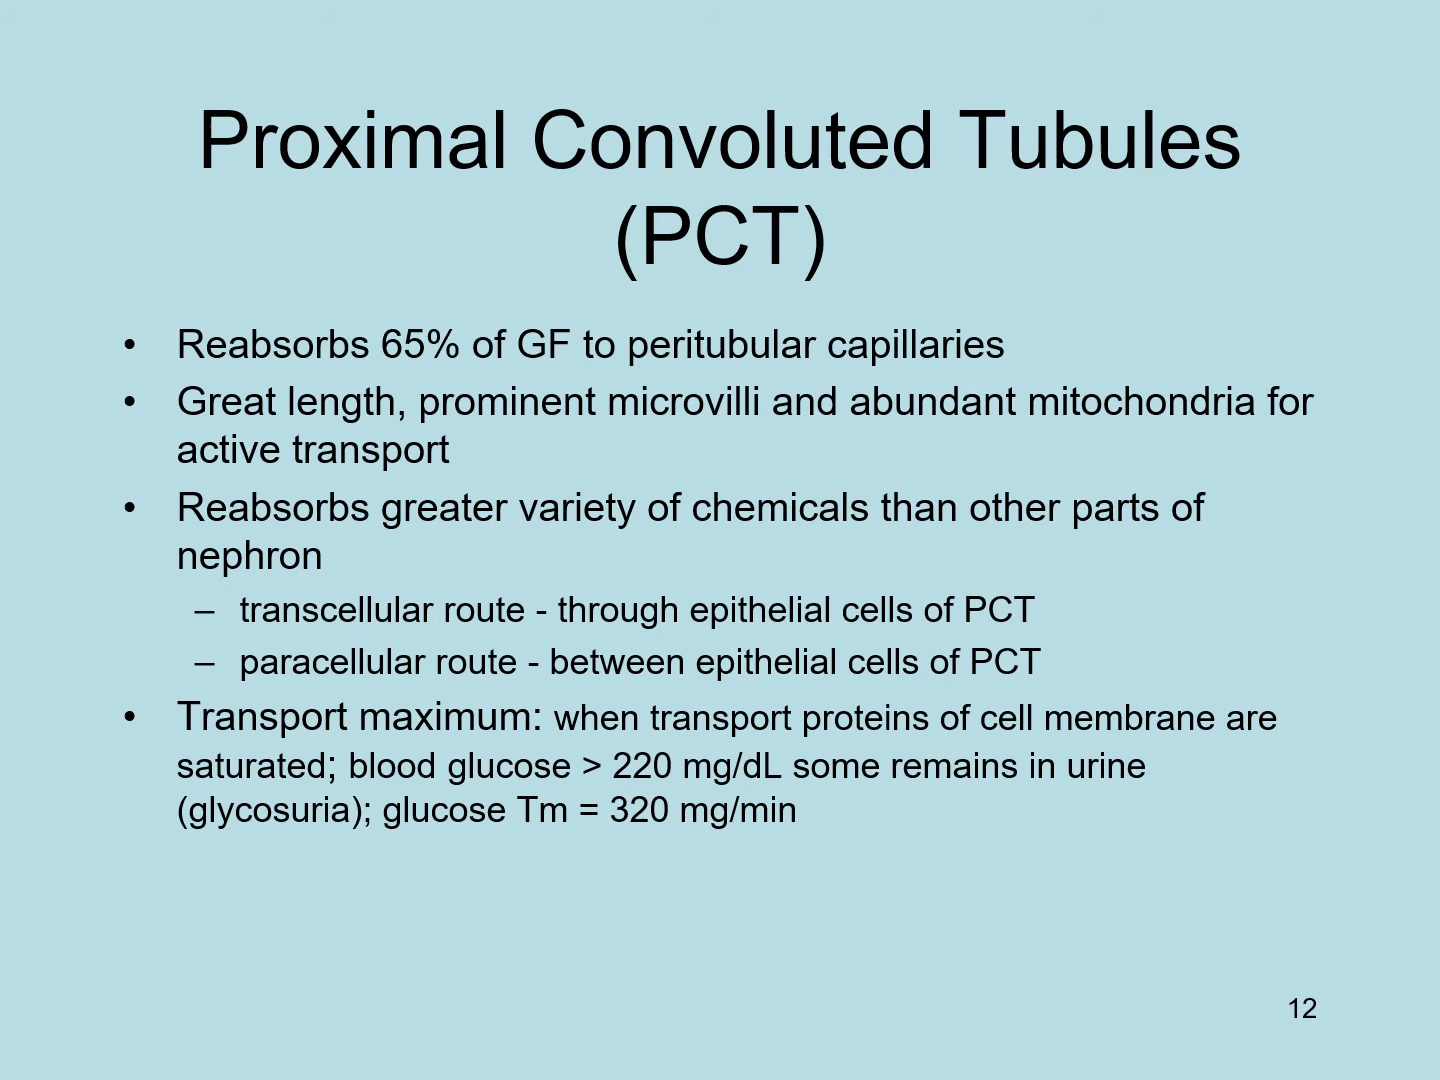 Proximal Convoluted Tubules
(PCT)
• Reabsorbs 65% of GF to peritubular capillaries
• Great length, prominent microvilli and abundant mitochondria for
active transport
• Reabsorbs greater variety of chemicals than other parts of
nephron
– transcellular route - through epithelial cells of PCT
– paracellular route - between epithelial cells of PCT
• Transport maximum: when transport proteins of cell membrane are
saturated; blood glucose > 220 mg/dL some remains in urine
(glycosuria); glucose Tm = 320 mg/min
12